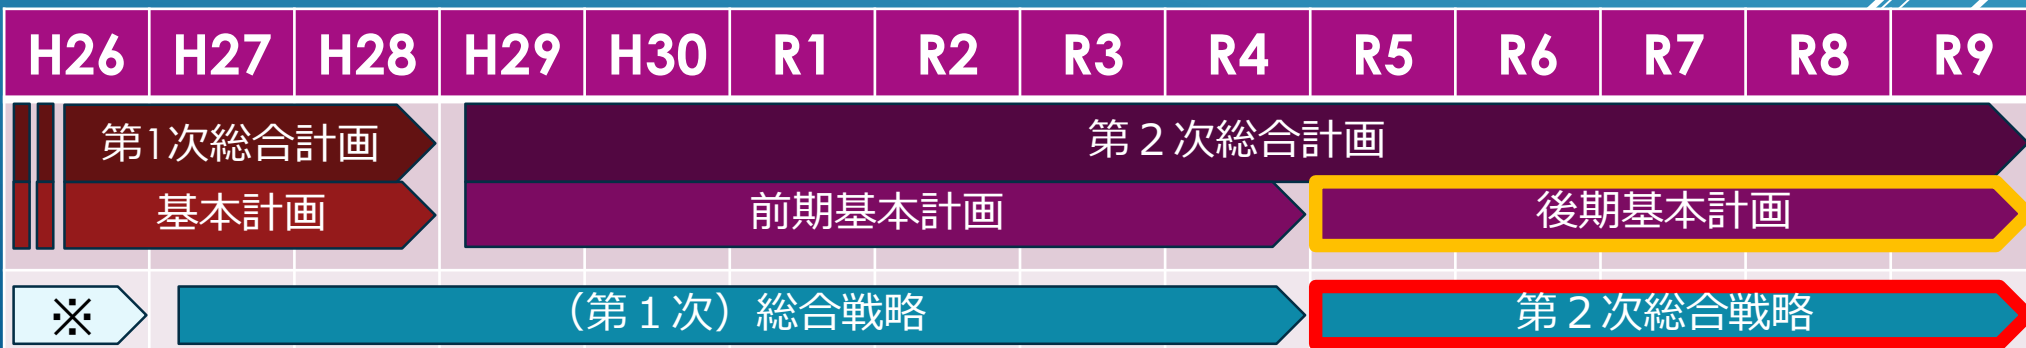 H26 H27 H28 H29 H30 R1 R2 R3 R4 R5 R6 R7 R8 R9
第1次総合計画 第２次総合計画
基本計画 前期基本計画 後期基本計画
※ （第１次）総合戦略 第２次総合戦略